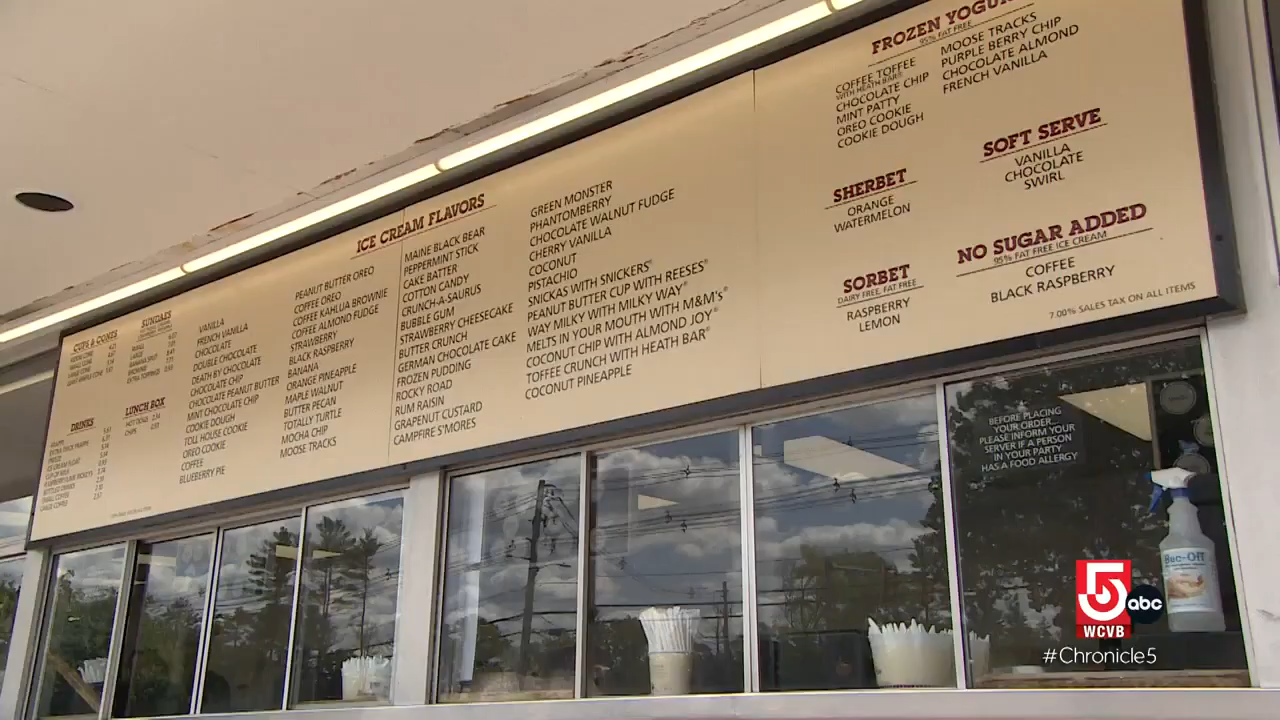 CUPS & CONES
SUNDAES
DRINKS
LUNCH BOX
ICE CREAM FLAVORS
VANILLA
FRENCH VANILLA
CHOCOLATE
DOUBLE CHOCOLATE
DEATH BY CHOCOLATE
CHOCOLATE CHIP
CHOCOLATE PEANUT BUTTER
MINT CHOCOLATE CHIP
COOKIE DOUGH
TOLL HOUSE COOKIE
OREO COOKIE
COFFEE
BLUEBERRY PIE
PEANUT BUTTER OREO
COFFEE OREO
COFFEE KAHLUA BROWNIE
COFFEE ALMOND FUDGE
STRAWBERRY
BLACK RASPBERRY
BANANA
ORANGE PINEAPPLE
MAPLE WALNUT
BUTTER PECAN
TOTALLY TURTLE
MOCHA CHIP
MOOSE TRACKS
MAINE BLACK BEAR
PEPPERMINT STICK
CAKE BATTER
COTTON CANDY
CRUNCH-A-SAURUS
BUBBLE GUM
STRAWBERRY CHEESECAKE
BUTTER CRUNCH
GERMAN CHOCOLATE CAKE
FROZEN PUDDING
ROCKY ROAD
RUM RAISIN
GRAPENUT CUSTARD
CAMPFIRE S'MORES
GREEN MONSTER
PHANTOMBERRY
CHOCOLATE WALNUT FUDGE
CHERRY VANILLA
COCONUT
PISTACHIO
SNICKAS WITH SNICKERS®
PEANUT BUTTER CUP WITH REESES®
WAY MILKY WITH MILKY WAY®
MELTS IN YOUR MOUTH WITH M&M's®
COCONUT CHIP WITH ALMOND JOY®
TOFFEE CRUNCH WITH HEATH BAR®
COCONUT PINEAPPLE
FROZEN YOGUR
95% FAT FREE
COFFEE TOFFEE
WITH HEATH BAR®
CHOCOLATE CHIP
MINT PATTY
OREO COOKIE
COOKIE DOUGH
MOOSE TRACKS
PURPLE BERRY CHIP
CHOCOLATE ALMOND
FRENCH VANILLA
SHERBET
ORANGE
WATERMELON
SOFT SERVE
VANILLA
CHOCOLATE
SWIRL
SORBET
DAIRY FREE, FAT FREE
RASPBERRY
LEMON
NO SUGAR ADDED
95% FAT FREE ICE CREAM
COFFEE
BLACK RASPBERRY
7.00% SALES TAX ON ALL ITEMS
BEFORE PLACING
YOUR ORDER...
PLEASE INFORM YOUR
SERVER IF A PERSON
IN YOUR PARTY
HAS A FOOD ALLERGY
Bac-Off
5
abc
WCVB
#Chronicle5